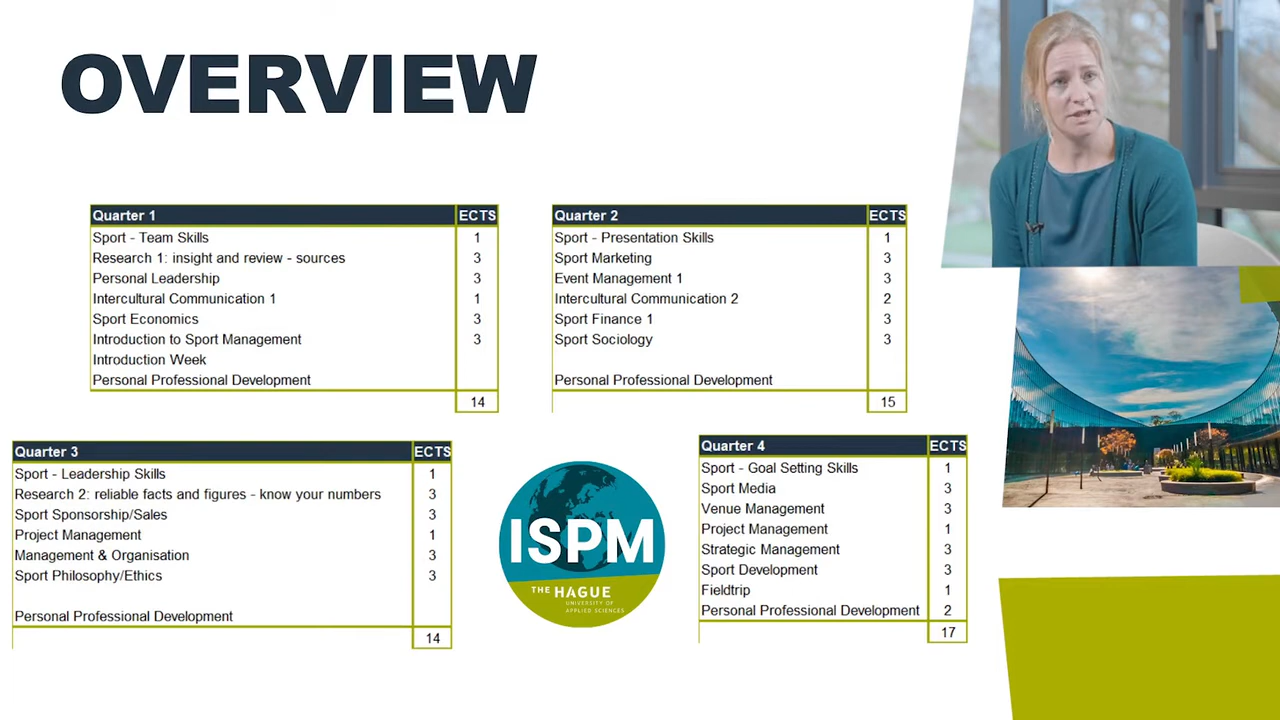 OVERVIEW
Quarter 1 ECTS
Sport - Team Skills 1
Research 1: insight and review - sources 3
Personal Leadership 3
Intercultural Communication 1 1
Sport Economics 3
Introduction to Sport Management 3
Introduction Week
Personal Professional Development
14
Quarter 2 ECTS
Sport - Presentation Skills 1
Sport Marketing 3
Event Management 1 3
Intercultural Communication 2 2
Sport Finance 1 3
Sport Sociology 3
Personal Professional Development
15
Quarter 3 ECTS
Sport - Leadership Skills 1
Research 2: reliable facts and figures - know your numbers 3
Sport Sponsorship/Sales 3
Project Management 1
Management & Organisation 3
Sport Philosophy/Ethics 3
Personal Professional Development
14
ISPM
THE HAGUE
UNIVERSITY OF
APPLIED SCIENCES
Quarter 4 ECTS
Sport - Goal Setting Skills 1
Sport Media 3
Venue Management 3
Project Management 1
Strategic Management 3
Sport Development 3
Fieldtrip 1
Personal Professional Development 2
17